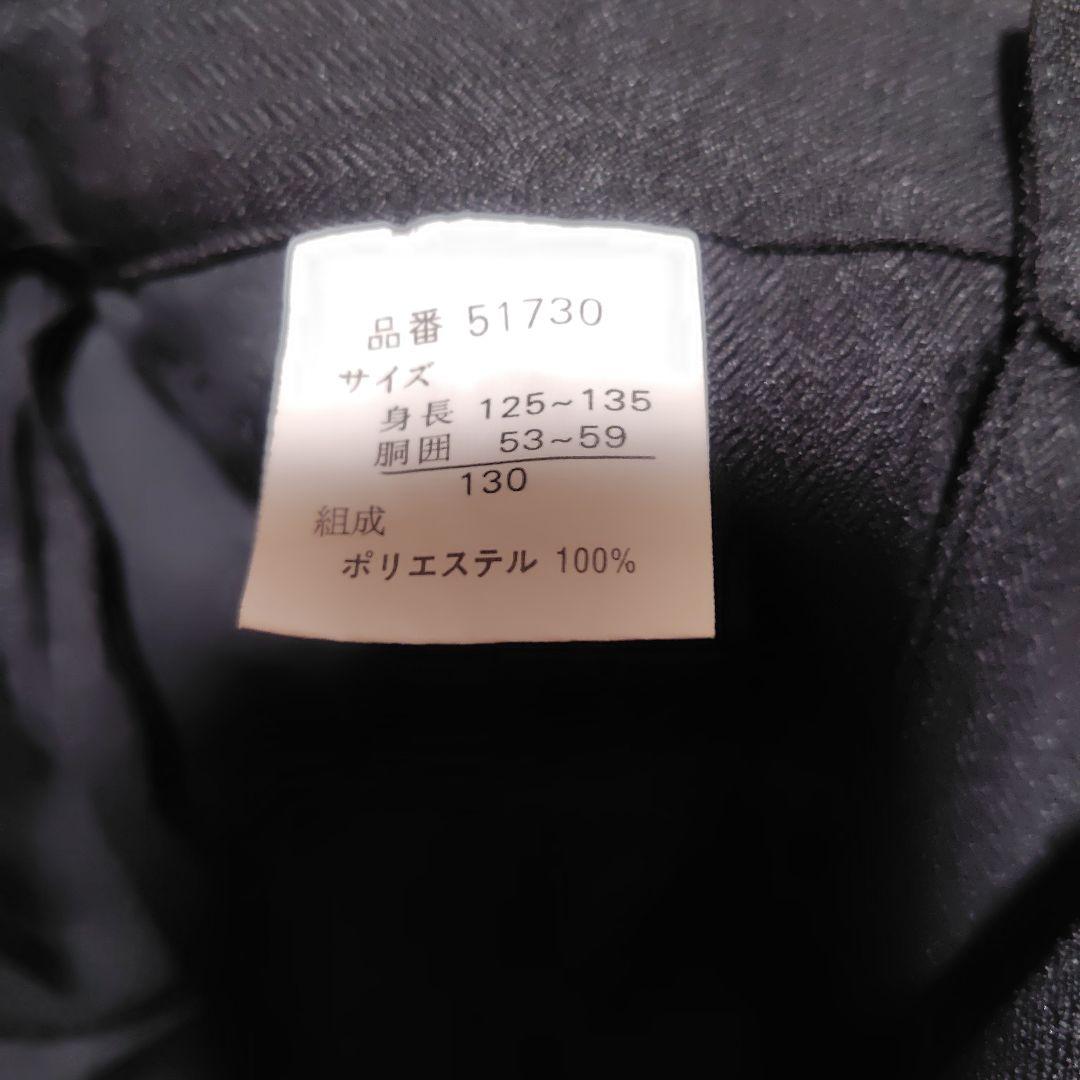 品番 51730
サイズ
身長 125~135
胴囲 53~59
130
組成
ポリエステル 100%